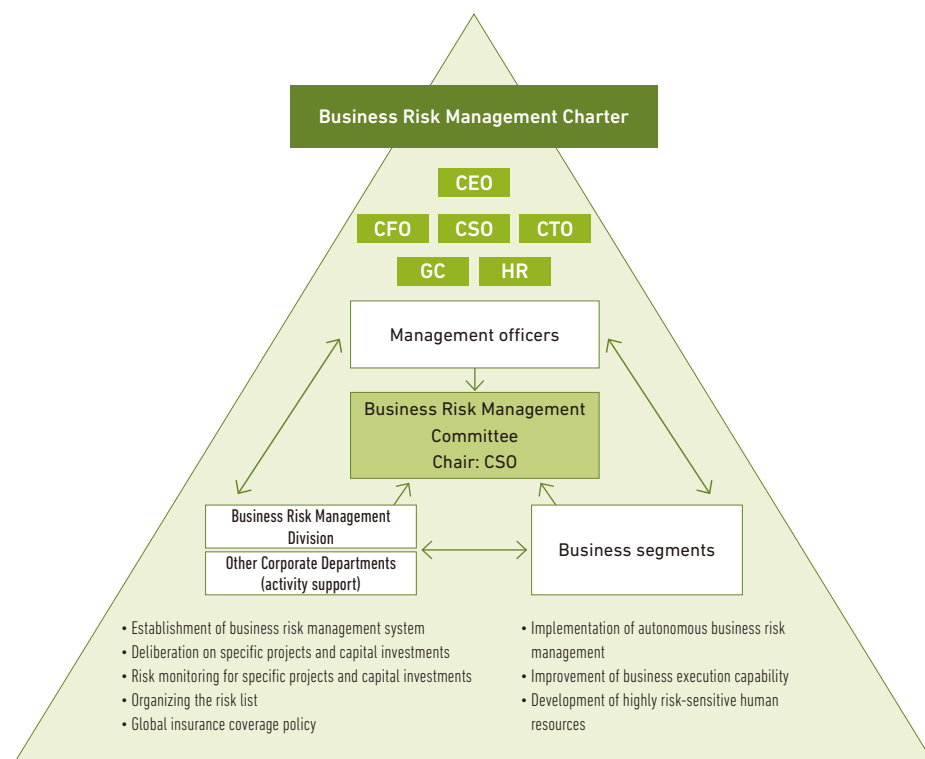 Business Risk Management Charter
CEO
CFO
CSO
CTO
GC
HR
Management officers
Business Risk Management
Committee
Chair: CSO
Business Risk Management
Division
Other Corporate Departments
(activity support)
Business segments
• Establishment of business risk management system
• Deliberation on specific projects and capital investments
• Risk monitoring for specific projects and capital investments
• Organizing the risk list
• Global insurance coverage policy
• Implementation of autonomous business risk
management
• Improvement of business execution capability
• Development of highly risk-sensitive human
resources